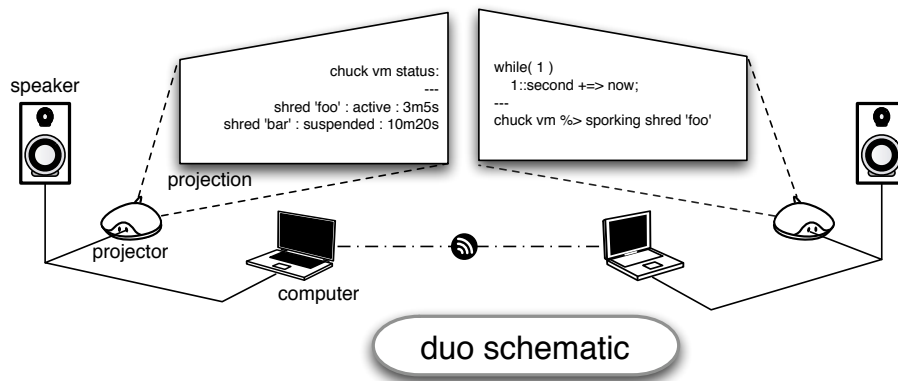 speaker
chuck vm status:
---
shred 'foo' : active : 3m5s
shred 'bar' : suspended : 10m20s
while( 1 )
1::second +=> now;
---
chuck vm %> sporking shred 'foo'
projection
projector
computer
duo schematic